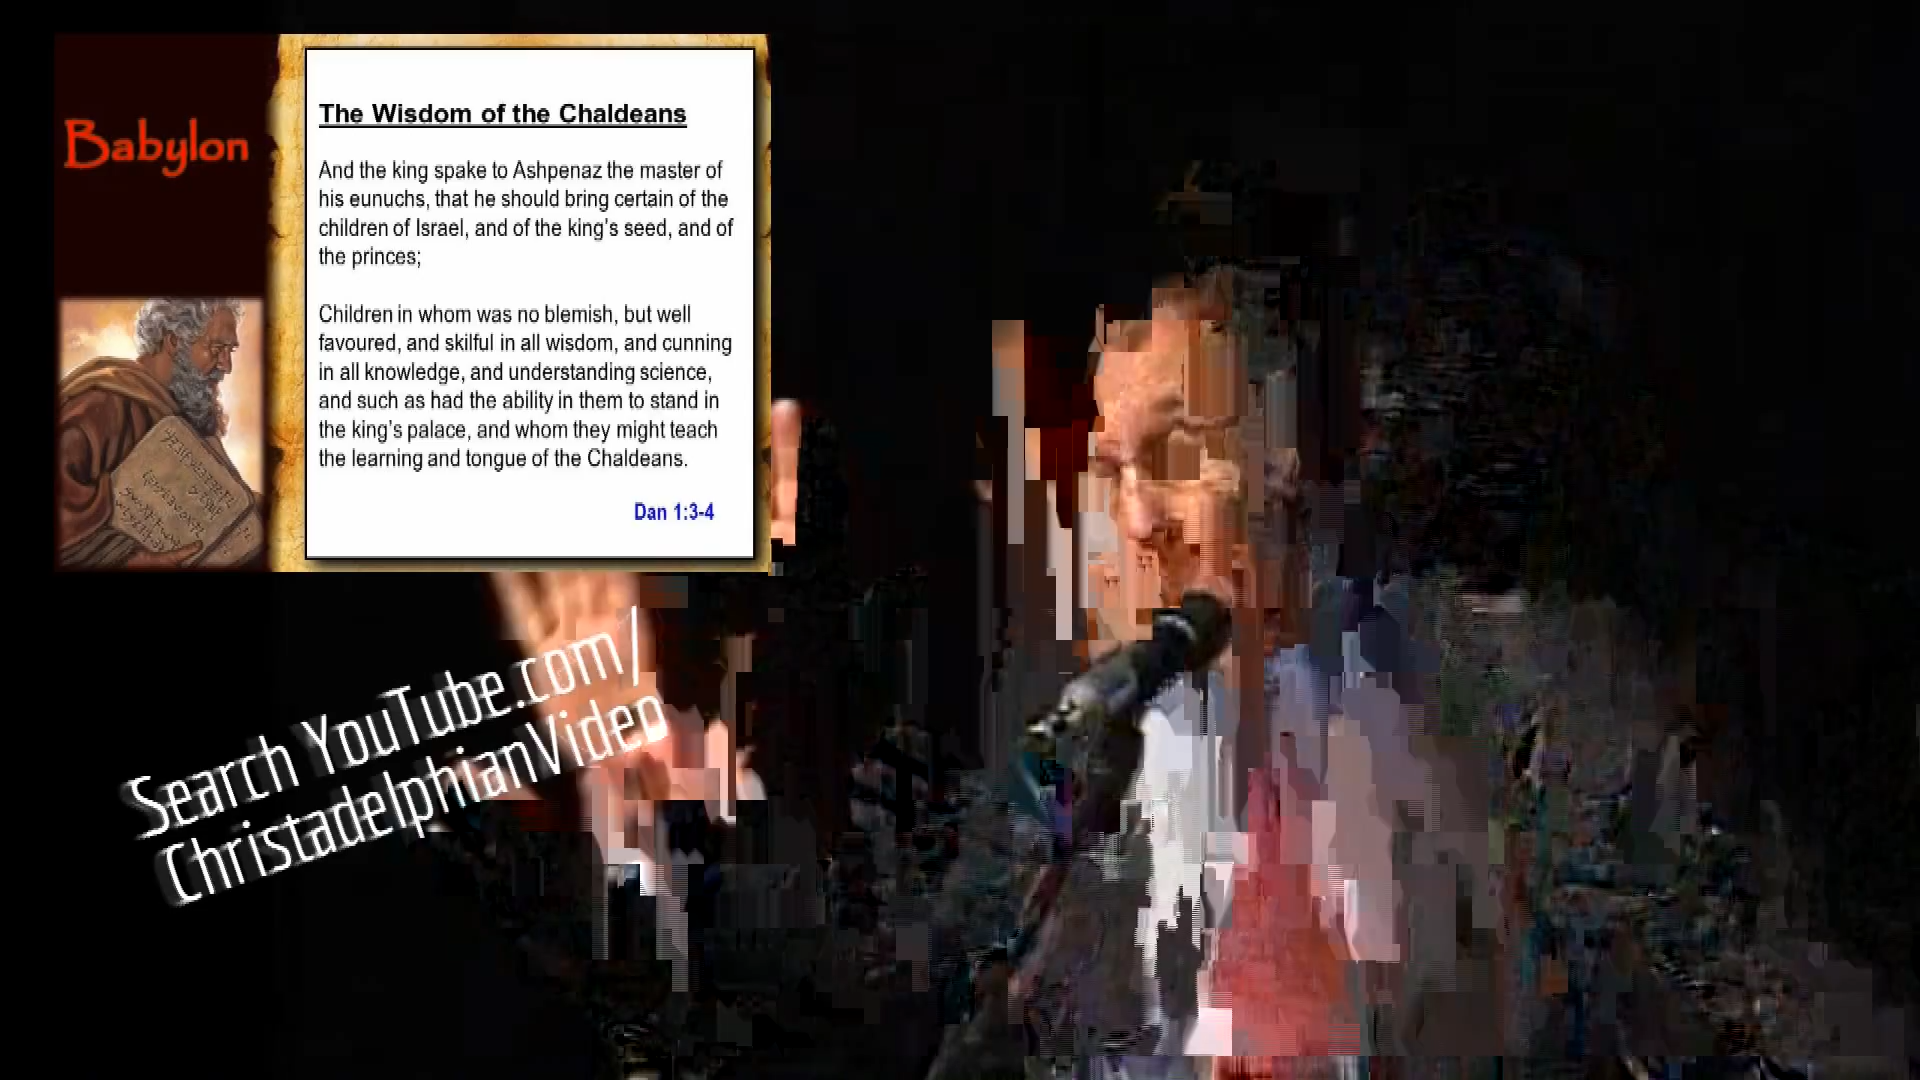 Babylon
The Wisdom of the Chaldeans
And the king spake to Ashpenaz the master of
his eunuchs, that he should bring certain of the
children of Israel, and of the king's seed, and of
the princes;
Children in whom was no blemish, but well
favoured, and skilful in all wisdom, and cunning
in all knowledge, and understanding science,
and such as had the ability in them to stand in
the king's palace, and whom they might teach
the learning and tongue of the Chaldeans.
Dan 1:3-4
Search YouTube.com/
ChristadelphianVideo